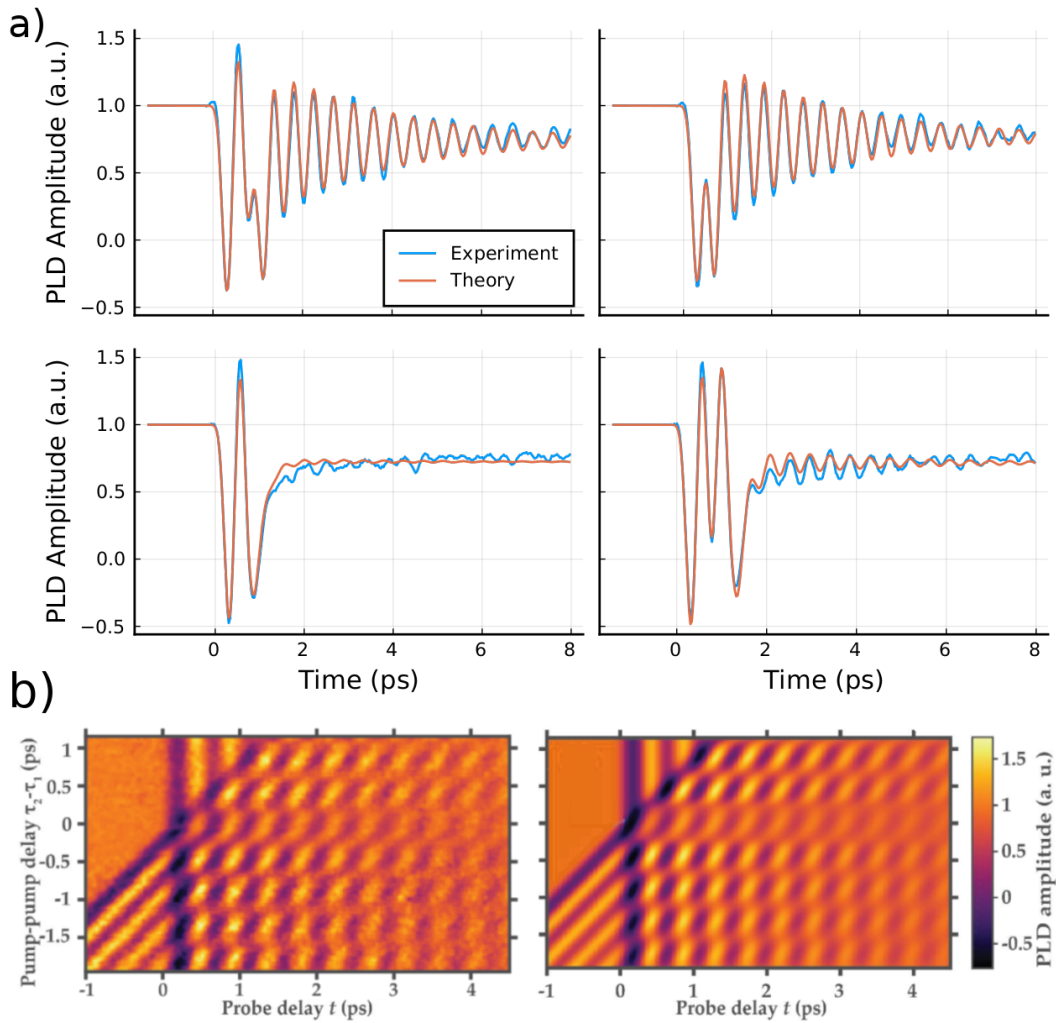 a)
PLD Amplitude (a.u.)
1.5
1.0
0.5
0.0
−0.5
Experiment
Theory
PLD Amplitude (a.u.)
1.5
1.0
0.5
0.0
−0.5
0 2 4 6 8
0 2 4 6 8
Time (ps)
Time (ps)
b)
Pump-pump delay τ2-τ1 (ps)
1
0.5
0
-0.5
-1
-1.5
-1 0 1 2 3 4
Probe delay t (ps)
-1 0 1 2 3 4
Probe delay t (ps)
1.5
1
0.5
0
-0.5
PLD amplitude (a. u.)